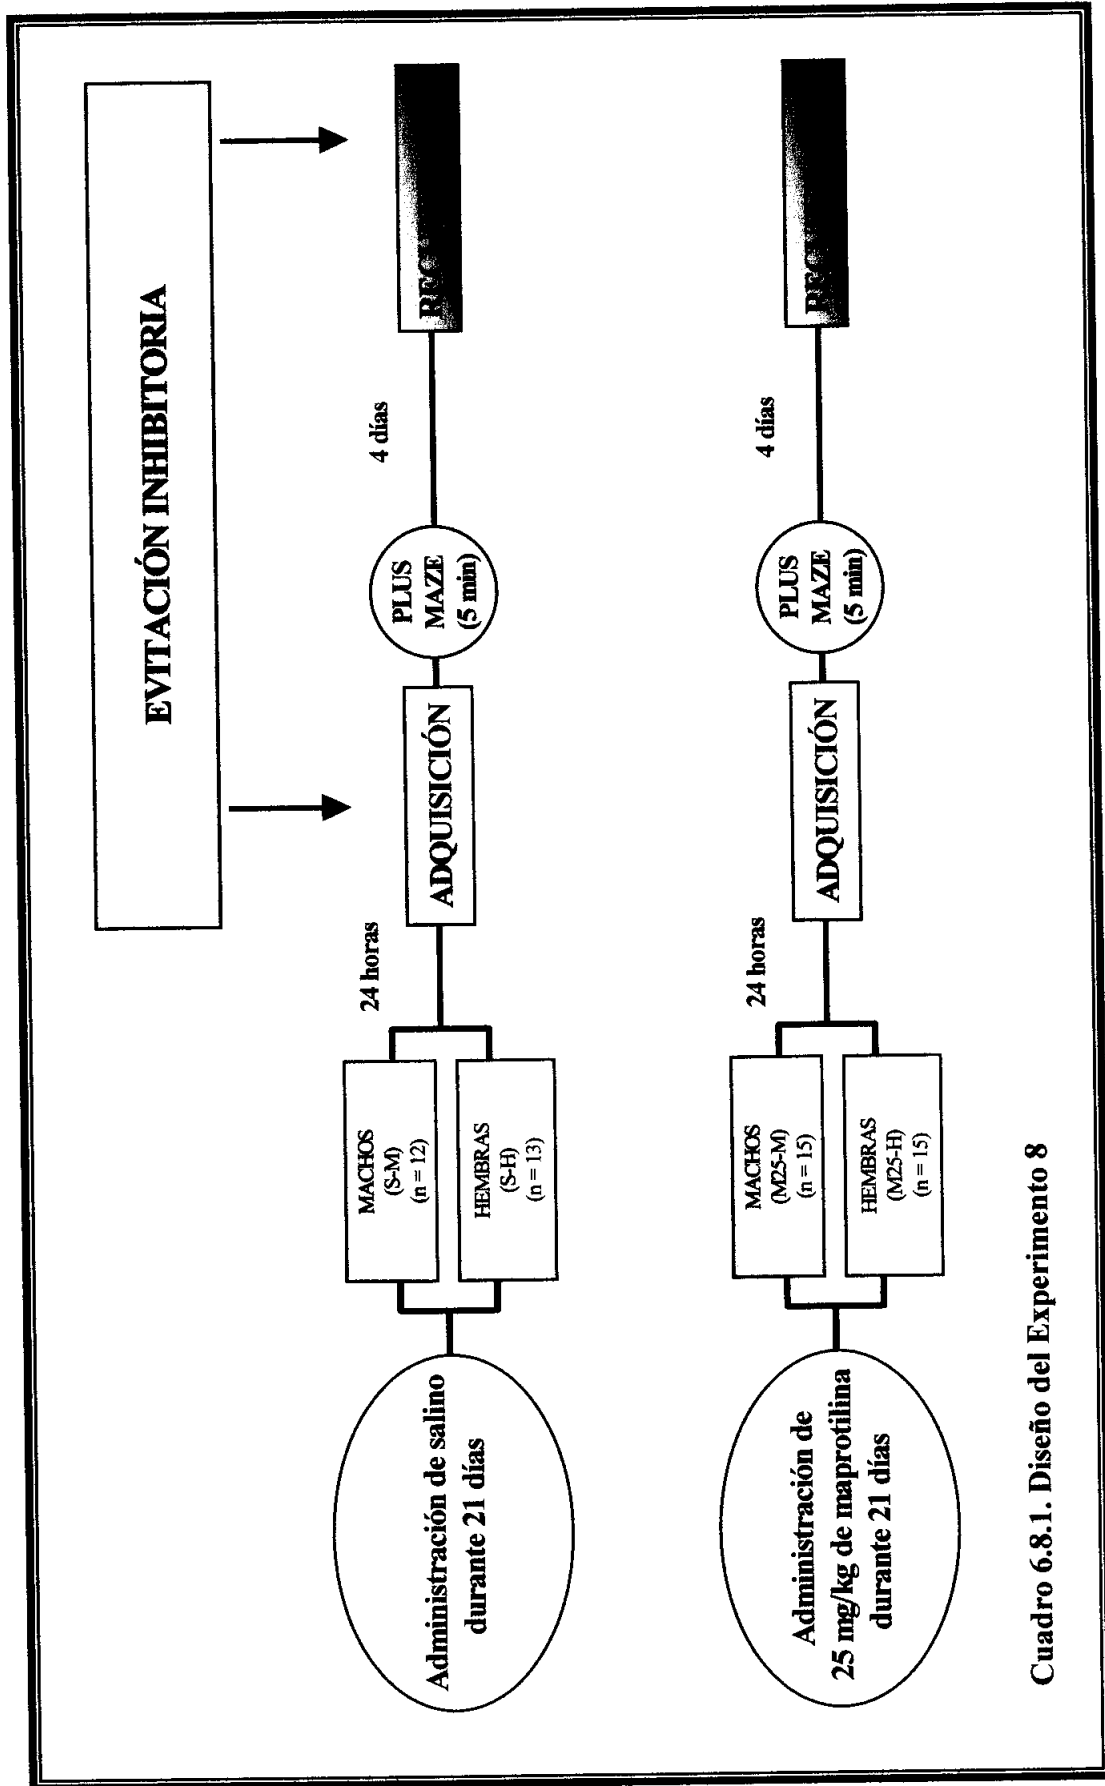 EVITACIÓN INHIBITORIA
Administración de salino
durante 21 días
MACHOS
(S-M)
(n = 12)
HEMBRAS
(S-H)
(n = 13)
24 horas
ADQUISICIÓN
PLUS
MAZE
(5 min)
4 días
Administración de
25 mg/kg de maprotilina
durante 21 días
MACHOS
(M25-M)
(n = 15)
HEMBRAS
(M25-H)
(n = 15)
24 horas
ADQUISICIÓN
PLUS
MAZE
(5 min)
4 días
Cuadro 6.8.1. Diseño del Experimento 8